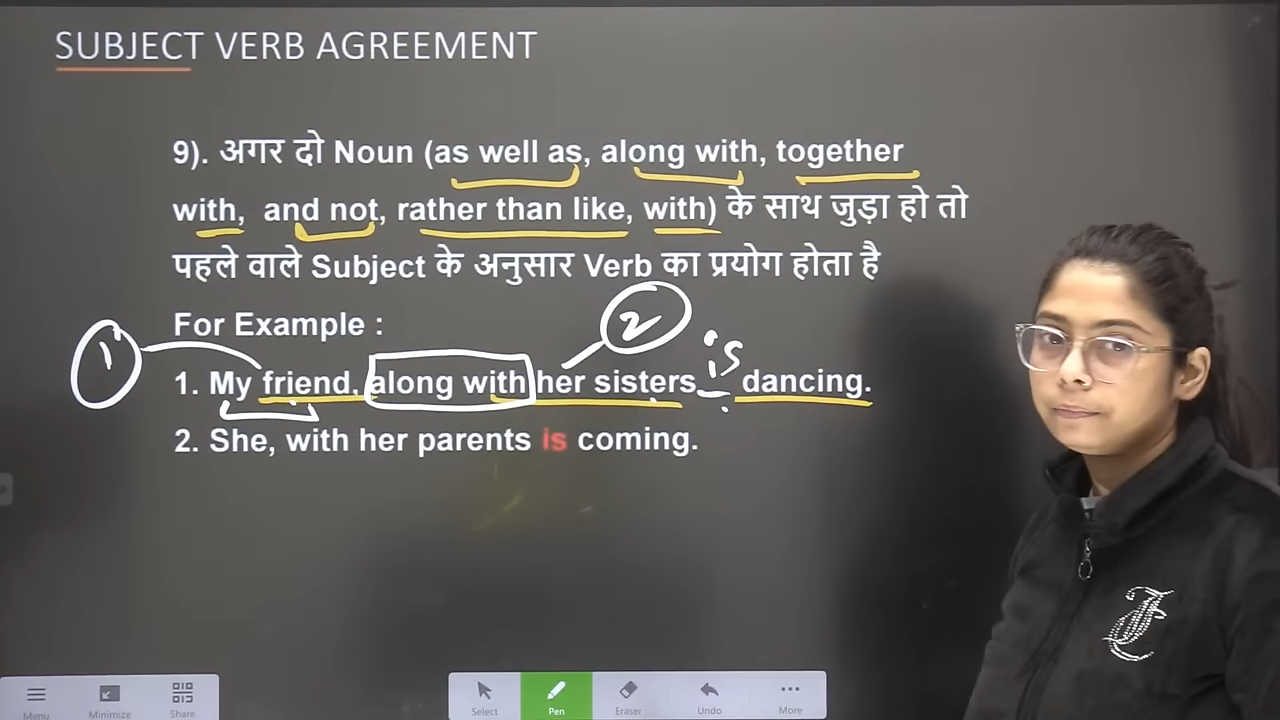 SUBJECT VERB AGREEMENT
9). अगर दो Noun (as well as, along with, together
with, and not, rather than like, with) के साथ जुड़ा हो तो
पहले वाले Subject के अनुसार Verb का प्रयोग होता है
For Example :
1
2
is
1. My friend. along with her sisters dancing.
2. She, with her parents is coming.
Menu
Minimize
Share
Select
Pen
Eraser
Undo
More